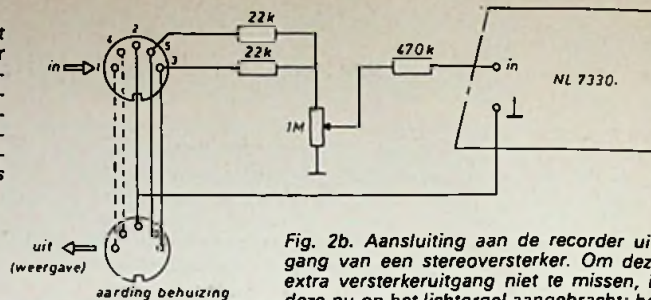 2
4
5
1
3
in
22k
22k
470k
1M
in
NL 7330.
uit
(weergave)
aarding behuizing
Fig. 2b. Aansluiting aan de recorder uit
gang van een stereoversterker. Om dez
extra versterkeruitgang niet te missen, i